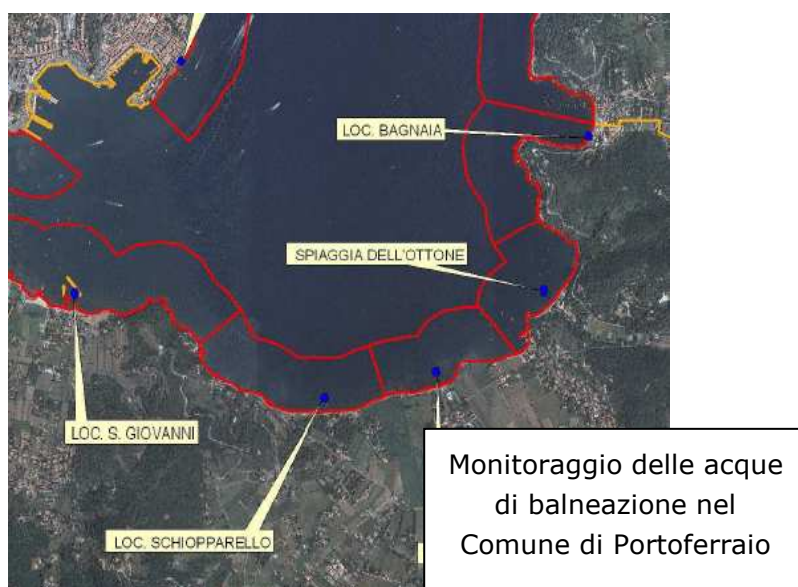 LOC. BAGNAIA
SPIAGGIA DELL'OTTONE
LOC. S. GIOVANNI
LOC. SCHIOPPARELLO
Monitoraggio delle acque
di balneazione nel
Comune di Portoferraio